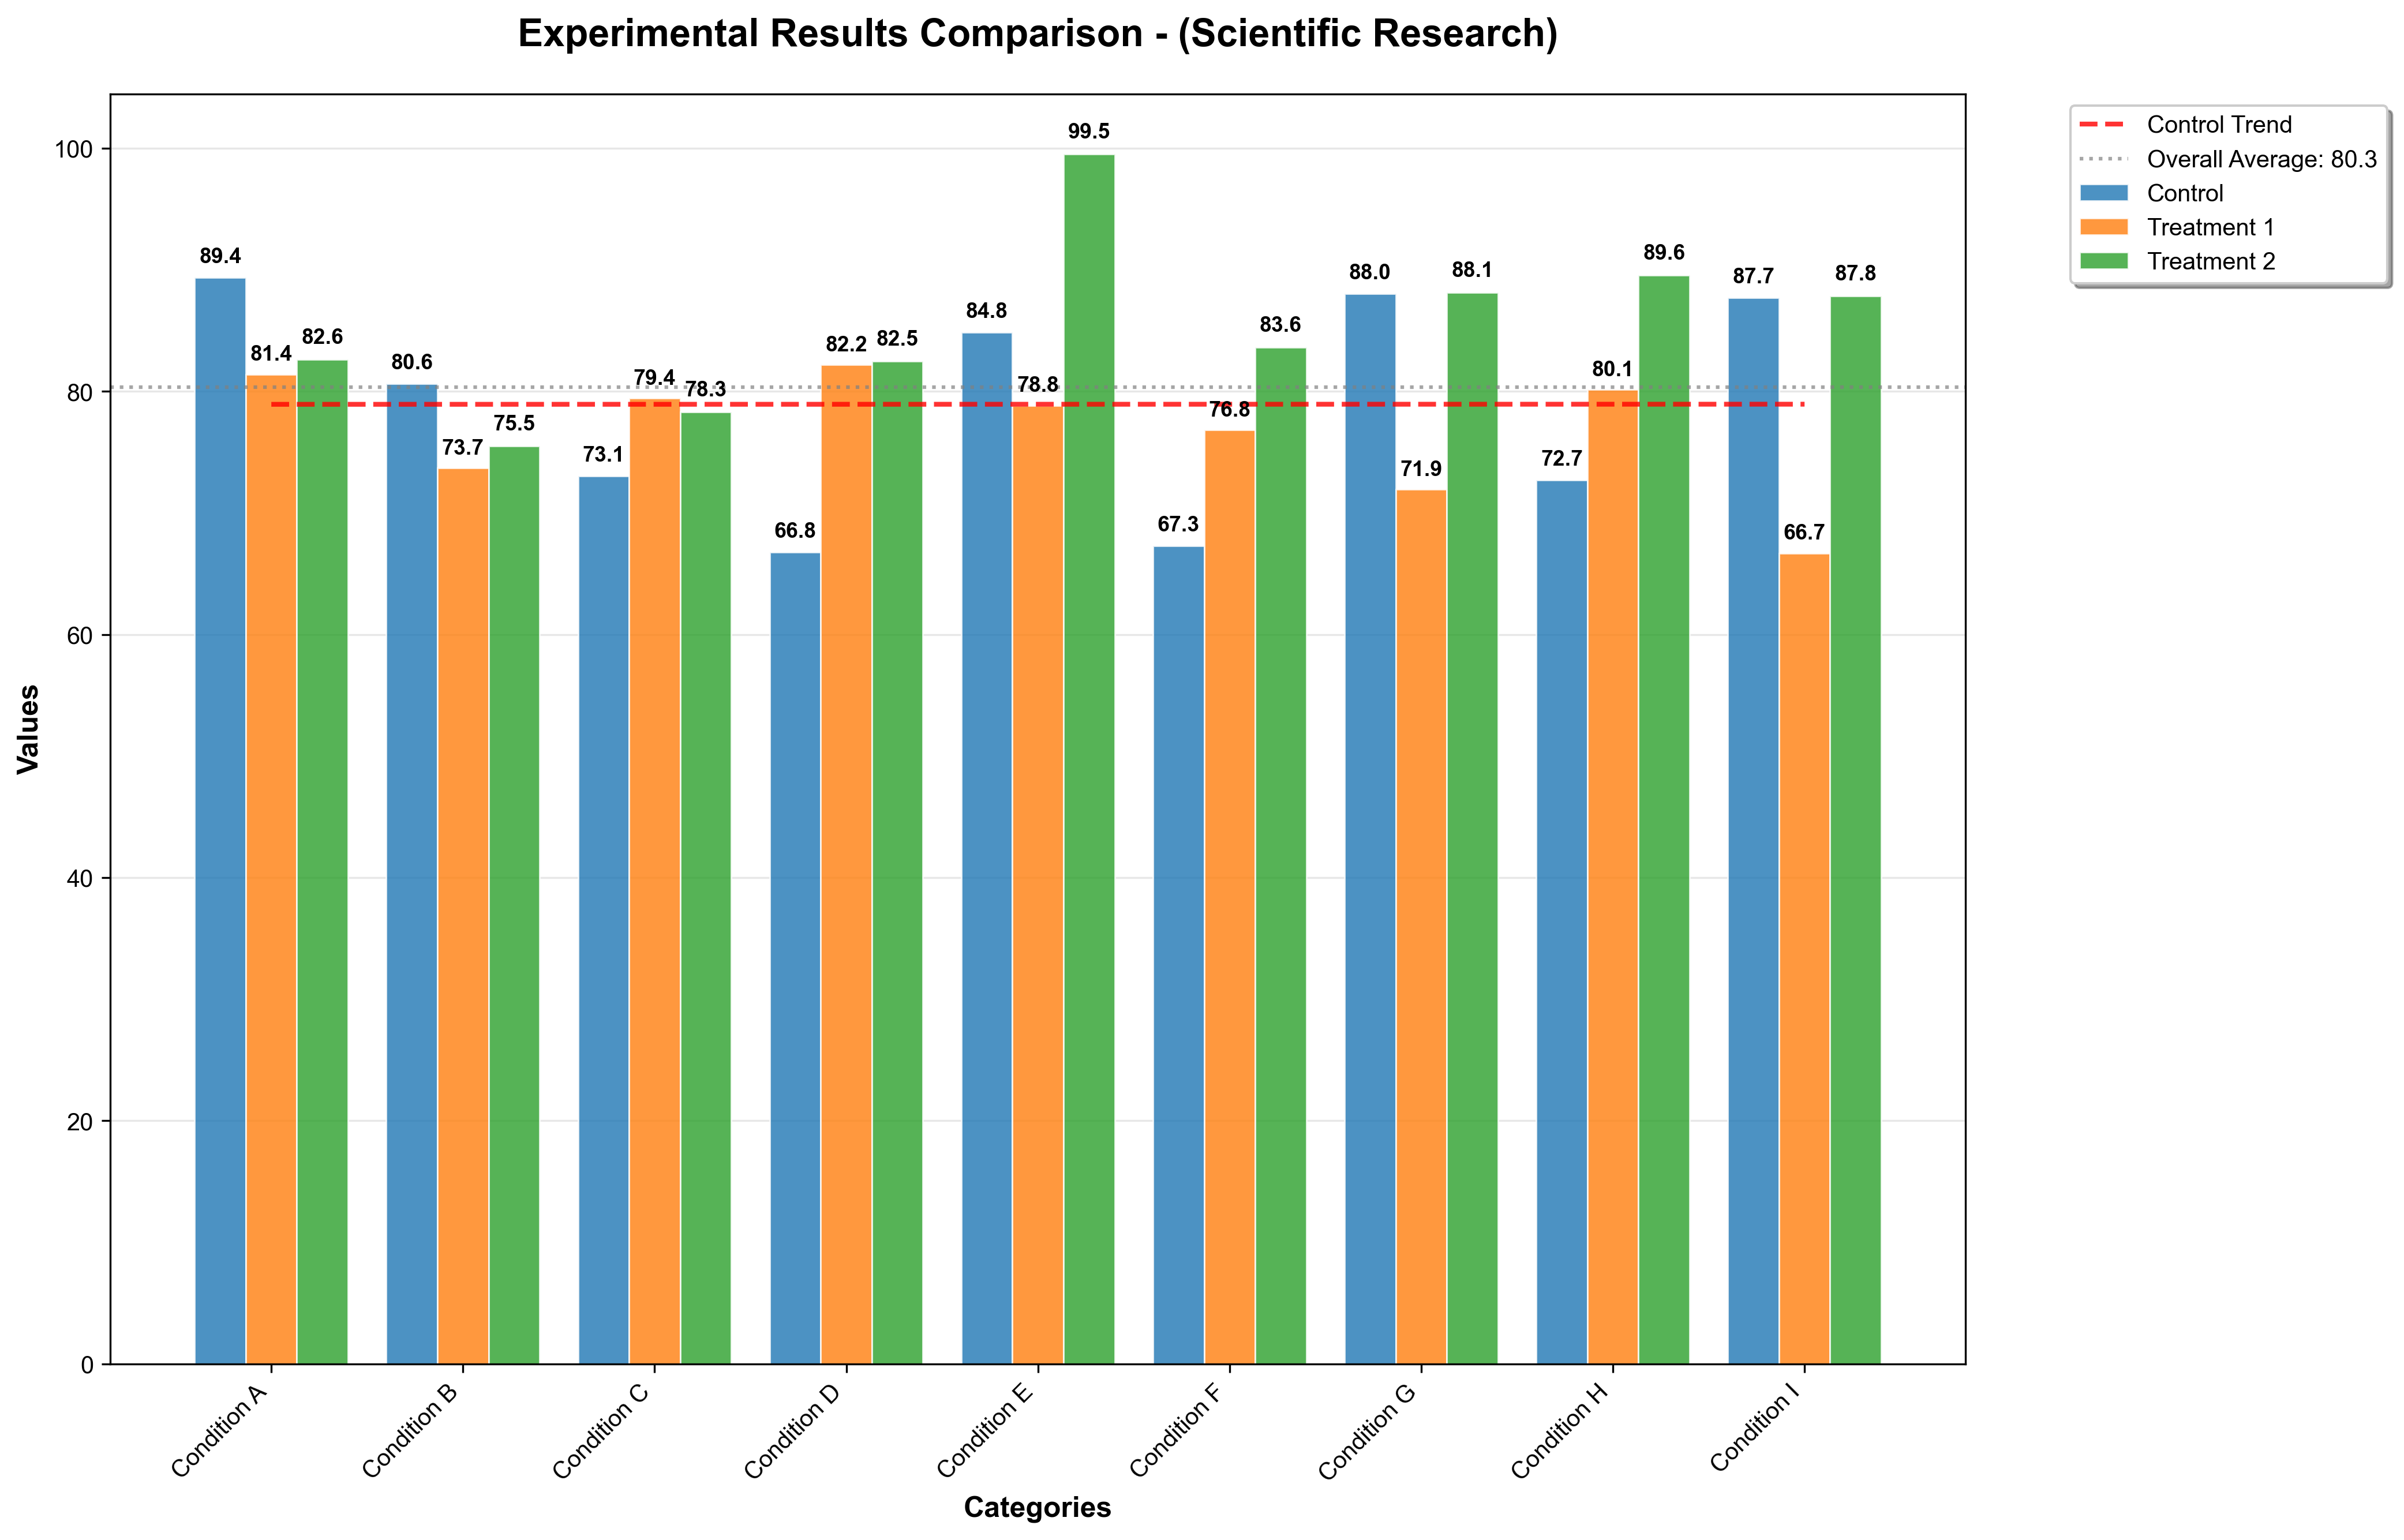 Experimental Results Comparison - (Scientific Research)
Control Trend
Overall Average: 80.3
Control
Treatment 1
Treatment 2
Values
100
80
60
40
20
0
89.4
81.4
82.6
80.6
73.7
75.5
73.1
79.4
78.3
66.8
82.2
82.5
84.8
78.8
99.5
67.3
76.8
83.6
88.0
71.9
88.1
72.7
80.1
89.6
87.7
66.7
87.8
Condition A
Condition B
Condition C
Condition D
Condition E
Condition F
Condition G
Condition H
Condition I
Categories